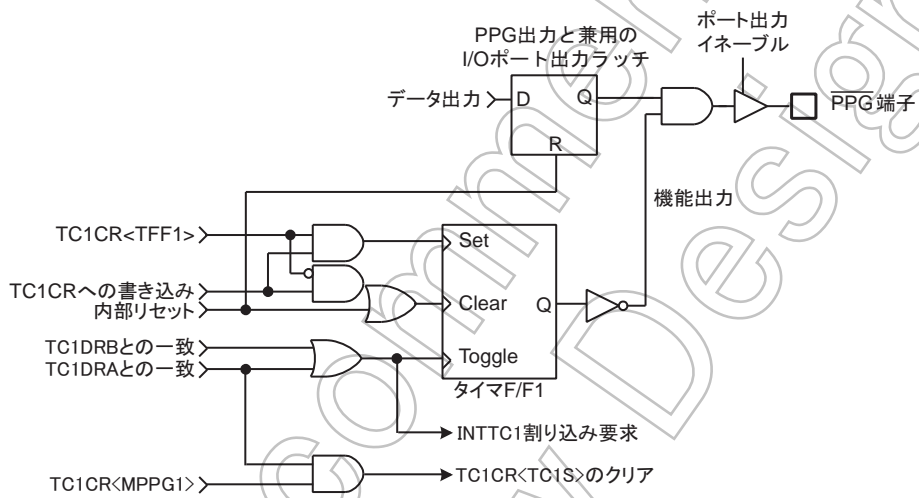 ポート出力
イネーブル
PPG出力と兼用の
I/Oポート出力ラッチ
データ出力
D
Q
R
PPG端子
機能出力
TC1CR<TFF1>
Set
TC1CRへの書き込み
内部リセット
Clear
Q
TC1DRBとの一致
TC1DRAとの一致
Toggle
タイマF/F1
INTTC1割り込み要求
TC1CR<MPPG1>
TC1CR<TC1S>のクリア